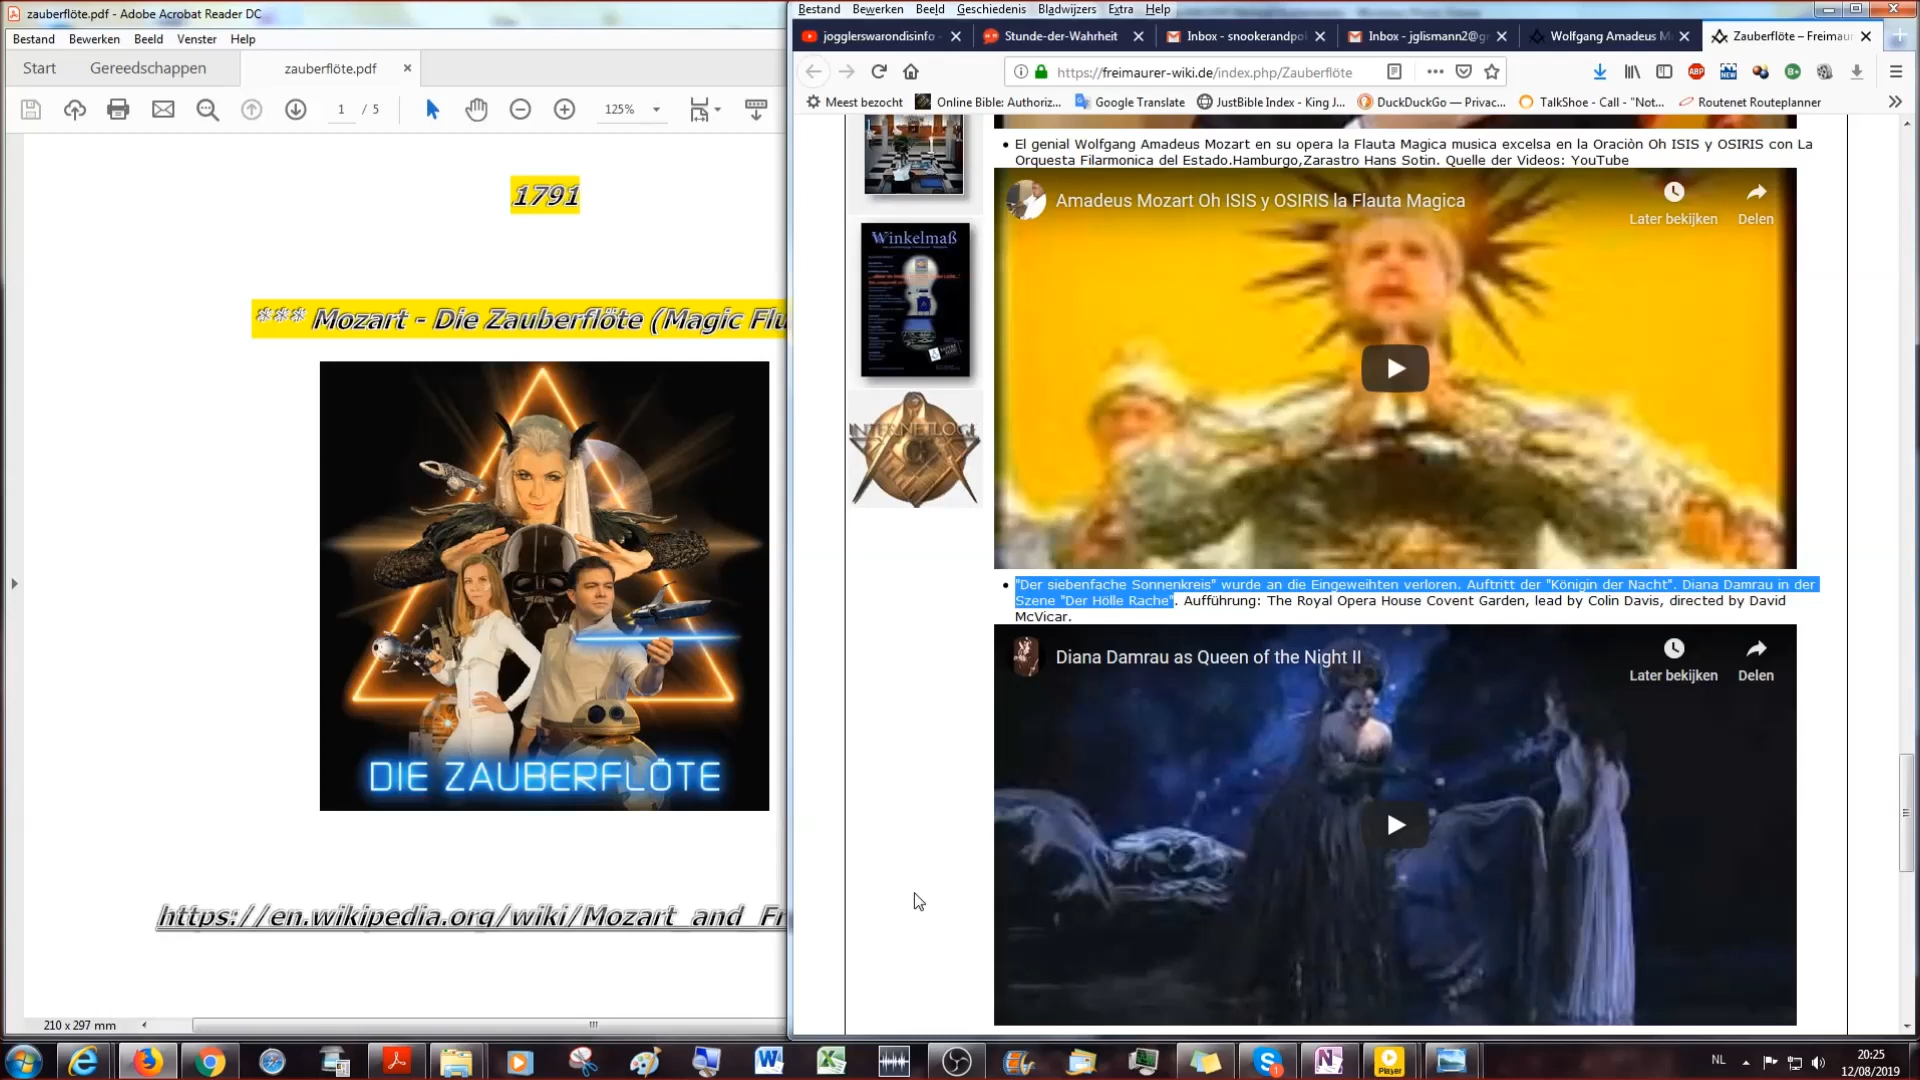 zauberflöte.pdf - Adobe Acrobat Reader DC
Bestand Bewerken Beeld Venster Help
Start Gereedschappen zauberflöte.pdf ×
1 / 5 125%
1791
*** Mozart - Die Zauberflöte (Magic Flu
DIE ZAUBERFLÖTE
https://en.wikipedia.org/wiki/Mozart_and_Fr
210 x 297 mm
Bestand Bewerken Beeld Geschiedenis Bladwijzers Extra Help
jogglerswarondisinfo Stunde-der-Wahrheit Inbox - snookerandpo Inbox - jglismann2@g Wolfgang Amadeus M Zauberflöte – Freimau
https://freimaurer-wiki.de/index.php/Zauberflöte
ABP NEW
Meest bezocht Online Bible: Authoriz... Google Translate JustBible Index - King J... DuckDuckGo — Privac... TalkShoe - Call - "Not... Routenet Routeplanner
Winkelmaß
INTERNETLOGE
G
El genial Wolfgang Amadeus Mozart en su opera la Flauta Magica musica excelsa en la Oraciòn Oh ISIS y OSIRIS con La
Orquesta Filarmonica del Estado.Hamburgo,Zarastro Hans Sotin. Quelle der Videos: YouTube
Amadeus Mozart Oh ISIS y OSIRIS la Flauta Magica
Later bekijken Delen
"Der siebenfache Sonnenkreis" wurde an die Eingeweihten verloren. Auftritt der "Königin der Nacht". Diana Damrau in der
Szene "Der Hölle Rache". Aufführung: The Royal Opera House Covent Garden, lead by Colin Davis, directed by David
McVicar.
Diana Damrau as Queen of the Night II
Later bekijken Delen
Player
NL
20:25
12/08/2019